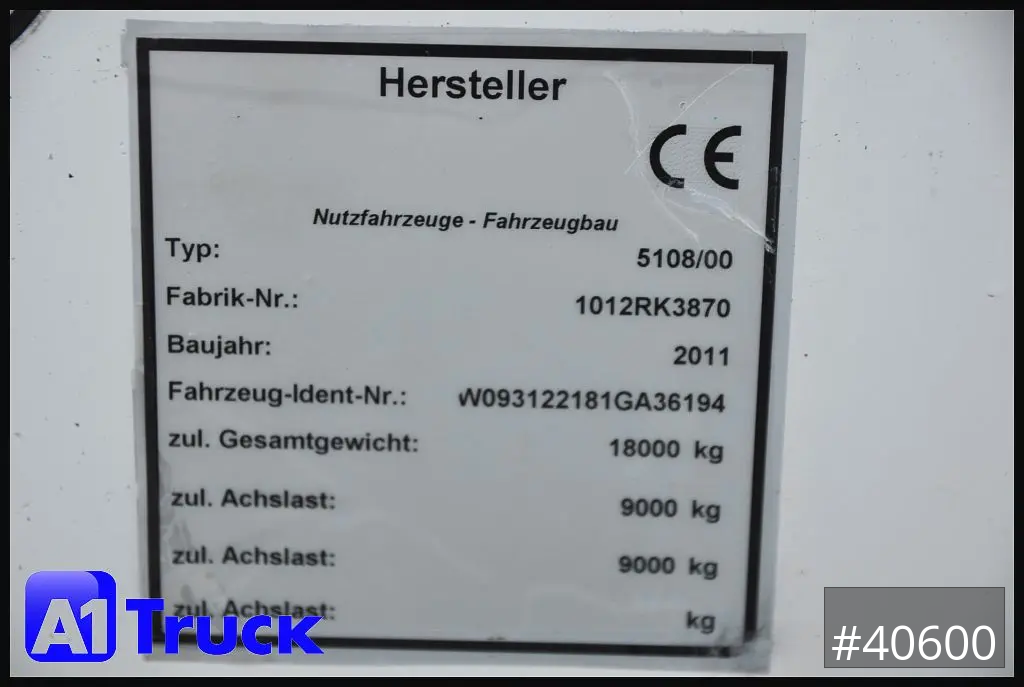 Hersteller
CE
Nutzfahrzeuge - Fahrzeugbau
Typ: 5108/00
Fabrik-Nr.: 1012RK3870
Baujahr: 2011
Fahrzeug-Ident-Nr.: W093122181GA36194
zul. Gesamtgewicht: 18000 kg
zul. Achslast: 9000 kg
zul. Achslast: 9000 kg
zul. Achslast: kg
A1 Truck
#40600